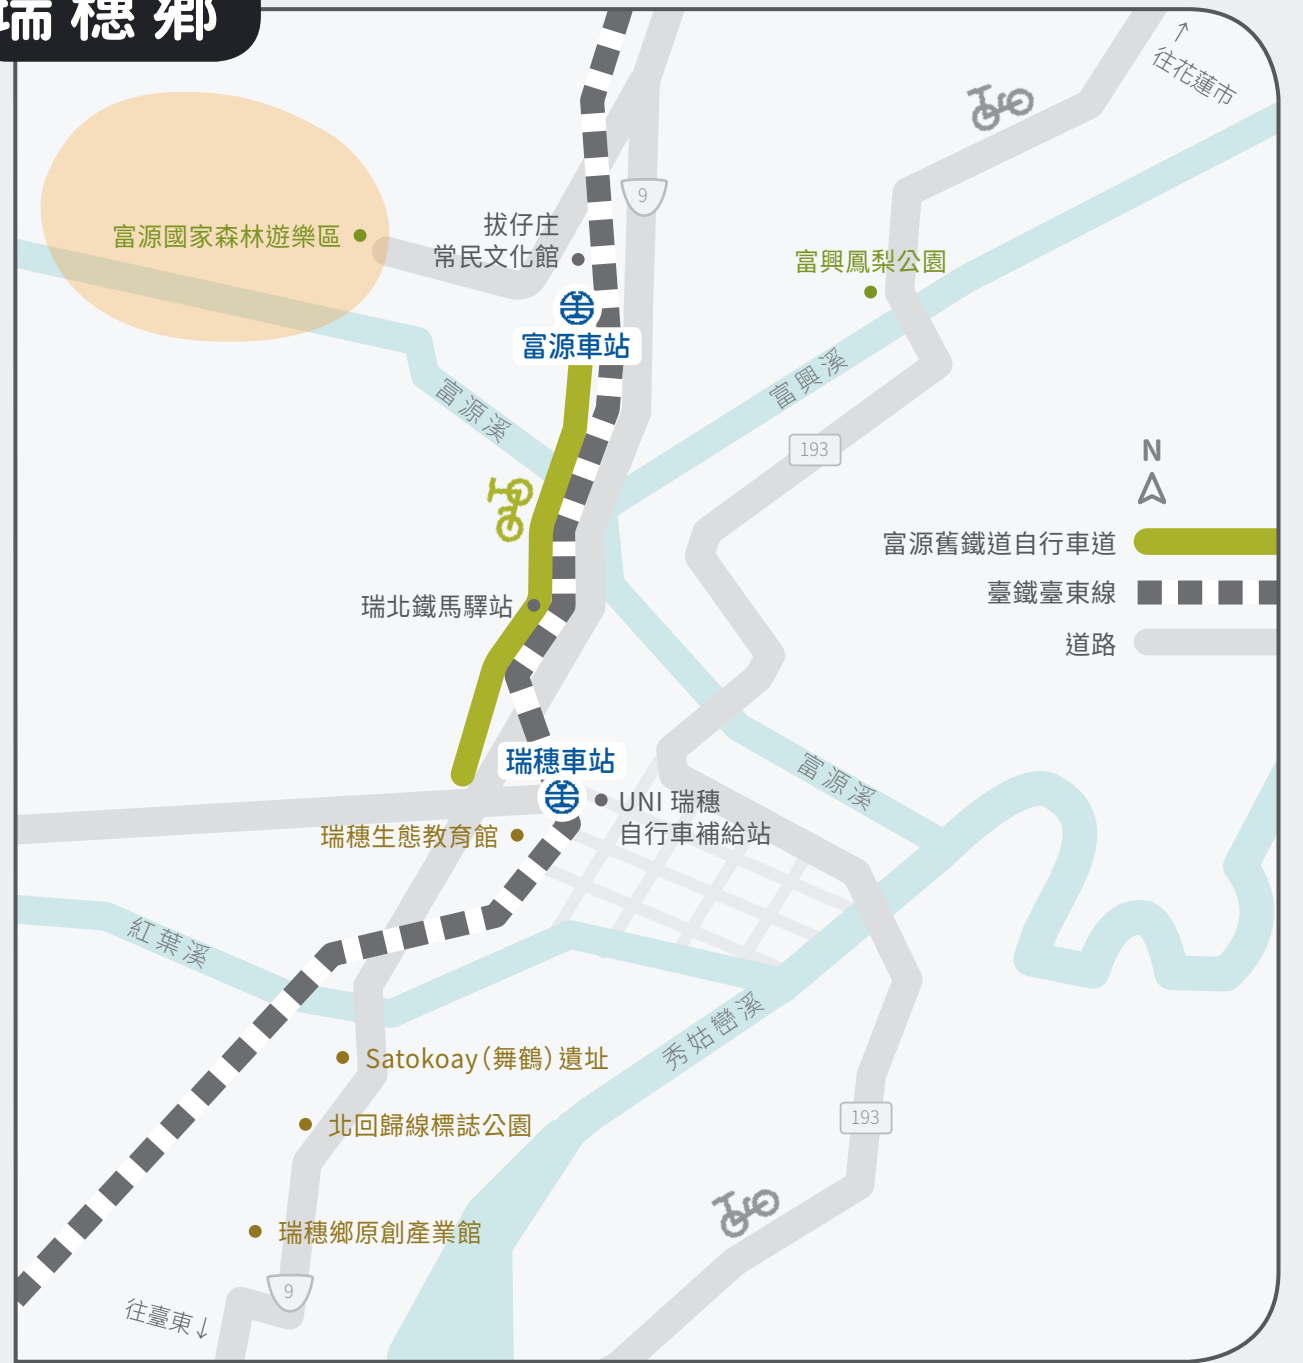 瑞穗鄉
↑
往花蓮市
9
拔仔庄
常民文化館
富源國家森林遊樂區
富興鳳梨公園
富源車站
富源溪
富興溪
193
N
富源舊鐵道自行車道
臺鐵臺東線
道路
瑞北鐵馬驛站
瑞穗車站
UNI 瑞穗
自行車補給站
富源溪
瑞穗生態教育館
紅葉溪
秀姑巒溪
Satokoay（舞鶴）遺址
北回歸線標誌公園
193
瑞穗鄉原創產業館
9
往臺東↓